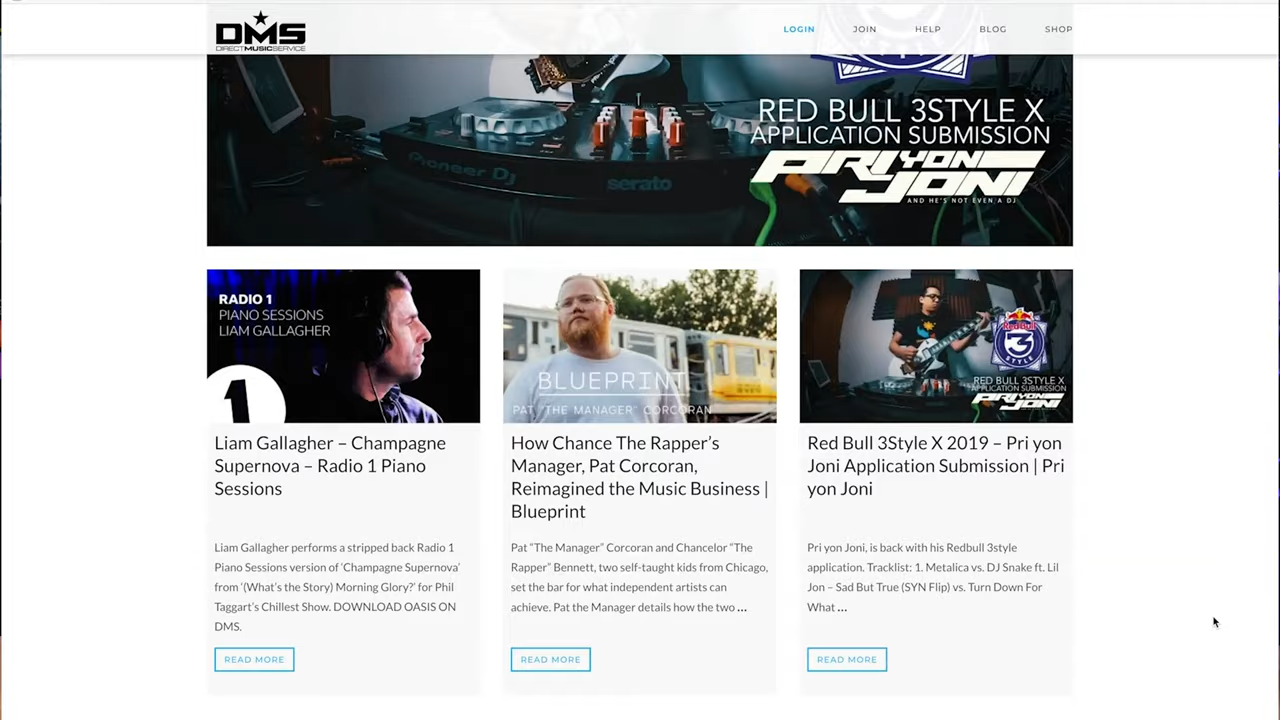 DMS
DIRECTMUSICSERVICE
LOGIN JOIN HELP BLOG SHOP
RED BULL 3STYLE X
APPLICATION SUBMISSION
PRI YON
JONI
AND HE'S NOT EVEN A DJ
Pioneer Dj
serato
RADIO 1
PIANO SESSIONS
LIAM GALLAGHER
1
Liam Gallagher – Champagne
Supernova – Radio 1 Piano
Sessions
Liam Gallagher performs a stripped back Radio 1
Piano Sessions version of ‘Champagne Supernova’
from ‘(What’s the Story) Morning Glory?’ for Phil
Taggart’s Chillest Show. DOWNLOAD OASIS ON
DMS.
READ MORE
BLUEPRINT
PAT "THE MANAGER" CORCORAN
How Chance The Rapper’s
Manager, Pat Corcoran,
Reimagined the Music Business |
Blueprint
Pat “The Manager” Corcoran and Chancelor “The
Rapper” Bennett, two self-taught kids from Chicago,
set the bar for what independent artists can
achieve. Pat the Manager details how the two ...
READ MORE
Red Bull
3
STYLE
RED BULL 3STYLE X
APPLICATION SUBMISSION
PRI YON
JONI
Red Bull 3Style X 2019 – Pri yon
Joni Application Submission | Pri
yon Joni
Pri yon Joni, is back with his Redbull 3style
application. Tracklist: 1. Metalica vs. DJ Snake ft. Lil
Jon – Sad But True (SYN Flip) vs. Turn Down For
What ...
READ MORE